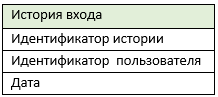 История входа
Идентификатор истории
Идентификатор пользователя
Дата